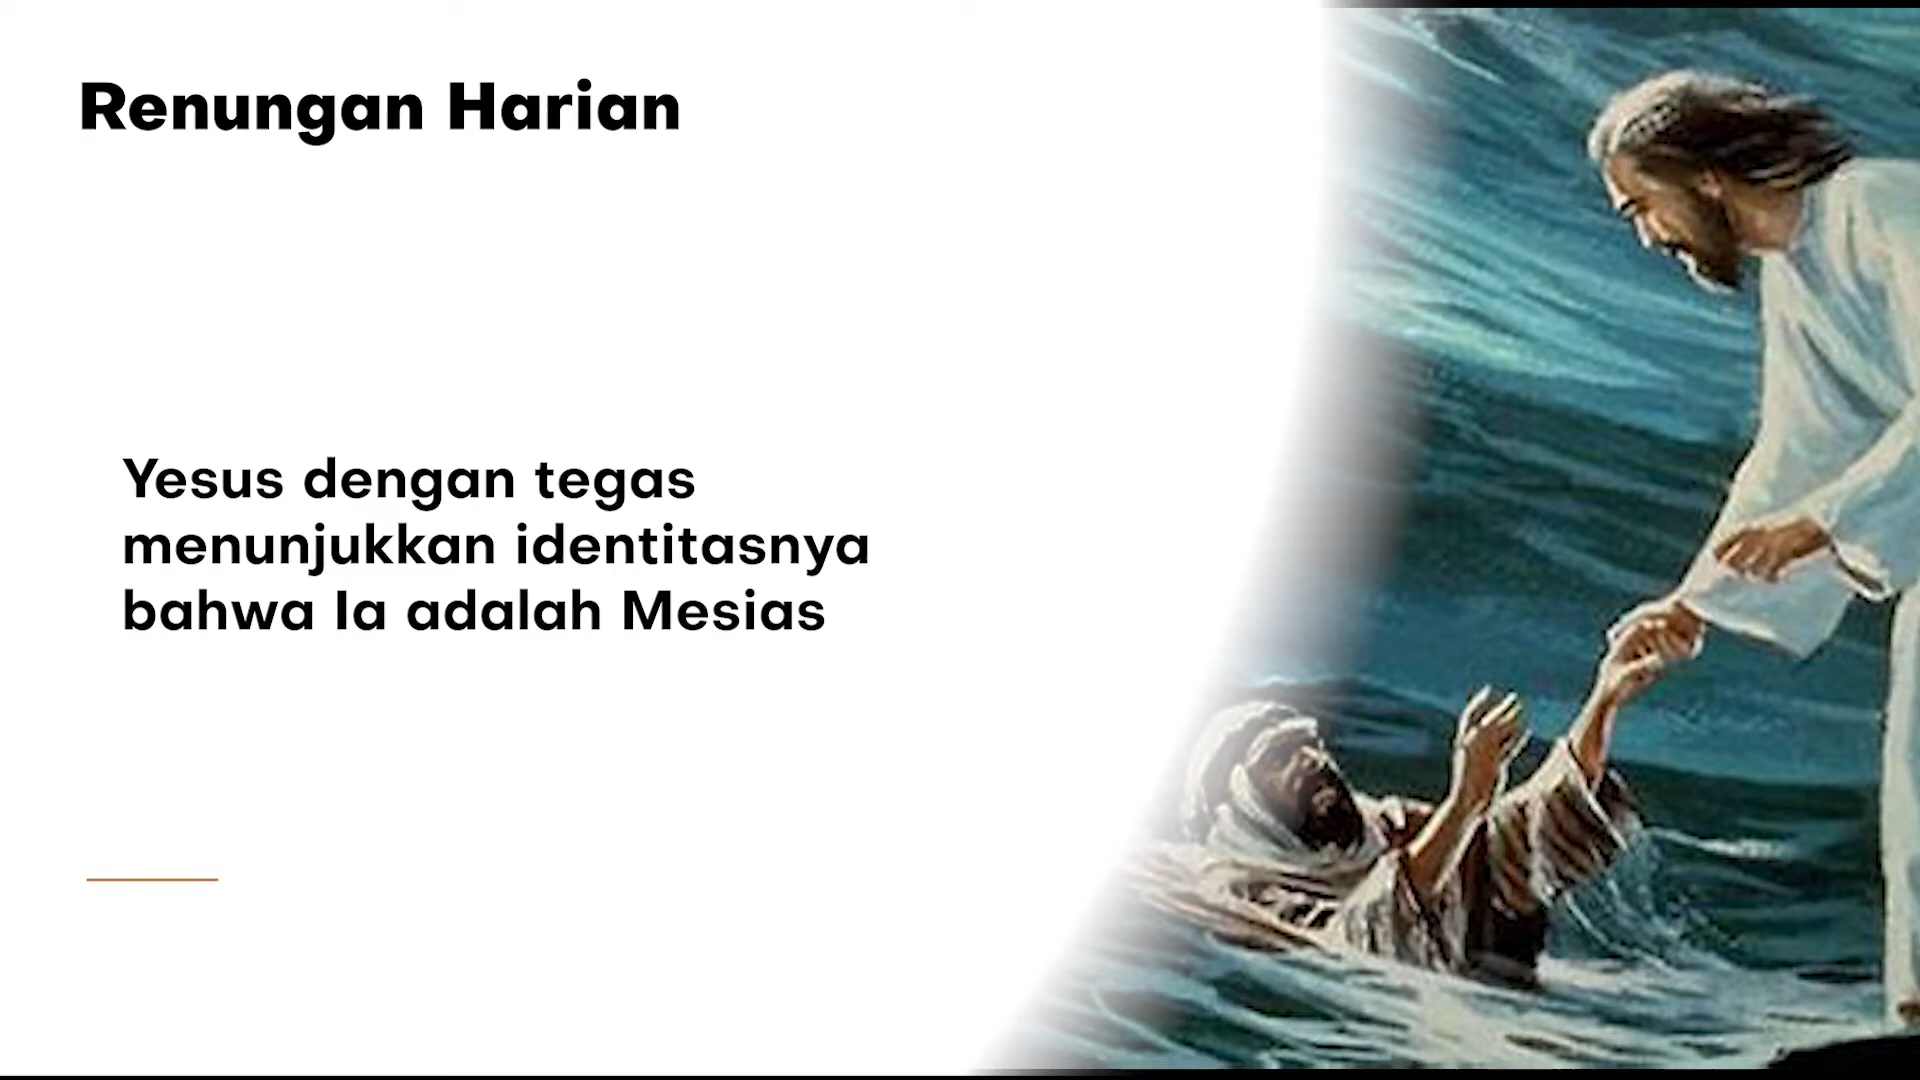 Renungan Harian
Yesus dengan tegas
menunjukkan identitasnya
bahwa Ia adalah Mesias